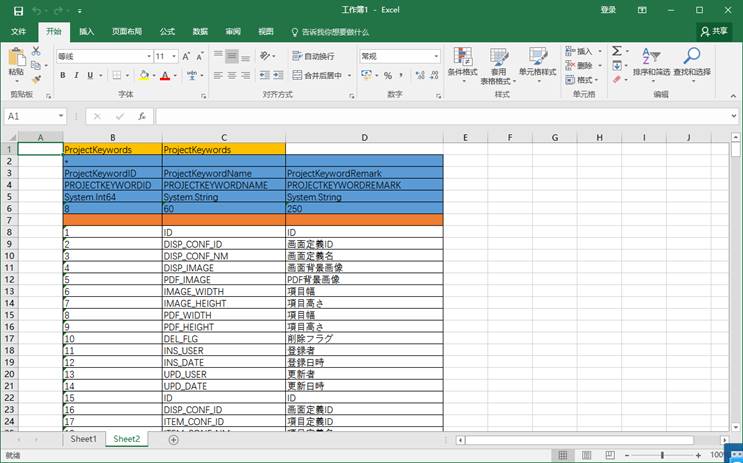 工作簿1 - Excel
登录
文件 开始 插入 页面布局 公式 数据 审阅 视图 告诉我你想要做什么 共享
等线 11 自动换行 常规 插入
粘贴 合并后居中 条件格式 套用 表格格式 单元格样式 删除 格式 排序和筛选 查找和选择
剪贴板 字体 对齐方式 数字 样式 单元格 编辑
A1 fx
A B C D E F G H I J
1 ProjectKeywords ProjectKeywords
2 *
3 ProjectKeywordID ProjectKeywordName ProjectKeywordRemark
4 PROJECTKEYWORDID PROJECTKEYWORDNAME PROJECTKEYWORDREMARK
5 System.Int64 System.String System.String
6 8 60 250
7
8 1 ID ID
9 2 DISP_CONF_ID 画面定義ID
10 3 DISP_CONF_NM 画面定義名
11 4 DISP_IMAGE 画面背景画像
12 5 PDF_IMAGE PDF背景画像
13 6 IMAGE_WIDTH 項目幅
14 7 IMAGE_HEIGHT 項目高さ
15 8 PDF_WIDTH 項目幅
16 9 PDF_HEIGHT 項目高さ
17 10 DEL_FLG 削除フラグ
18 11 INS_USER 登録者
19 12 INS_DATE 登録日時
20 13 UPD_USER 更新者
21 14 UPD_DATE 更新日時
22 15 ID ID
23 16 DISP_CONF_ID 画面定義ID
24 17 ITEM_CONF_ID 項目定義ID
Sheet1 Sheet2
就绪 100%